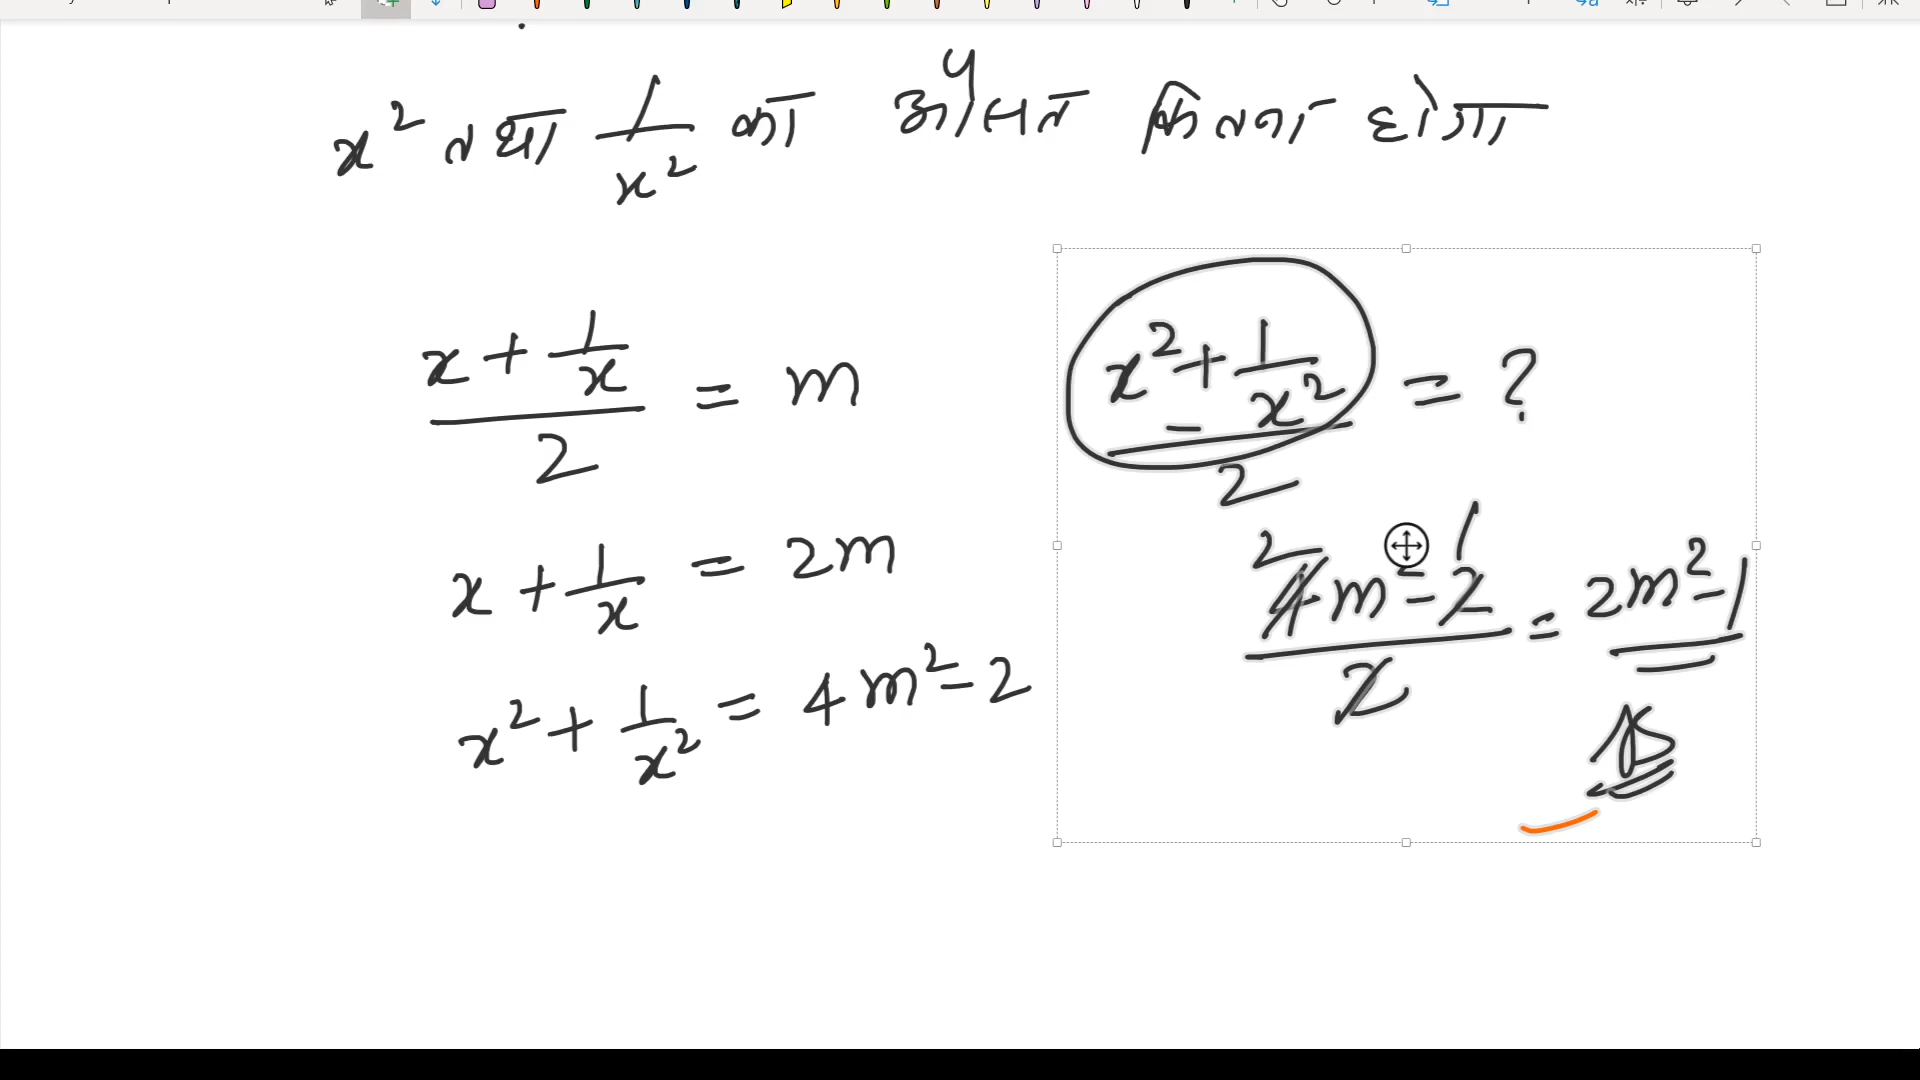 x² तथा 1/x² का औसत कितना होगा
(x + 1/x)/2 = m
x + 1/x = 2m
x² + 1/x² = 4m² - 2
(x² + 1/x²)/2 = ?
(4m² - 2)/2 = 2m² - 1